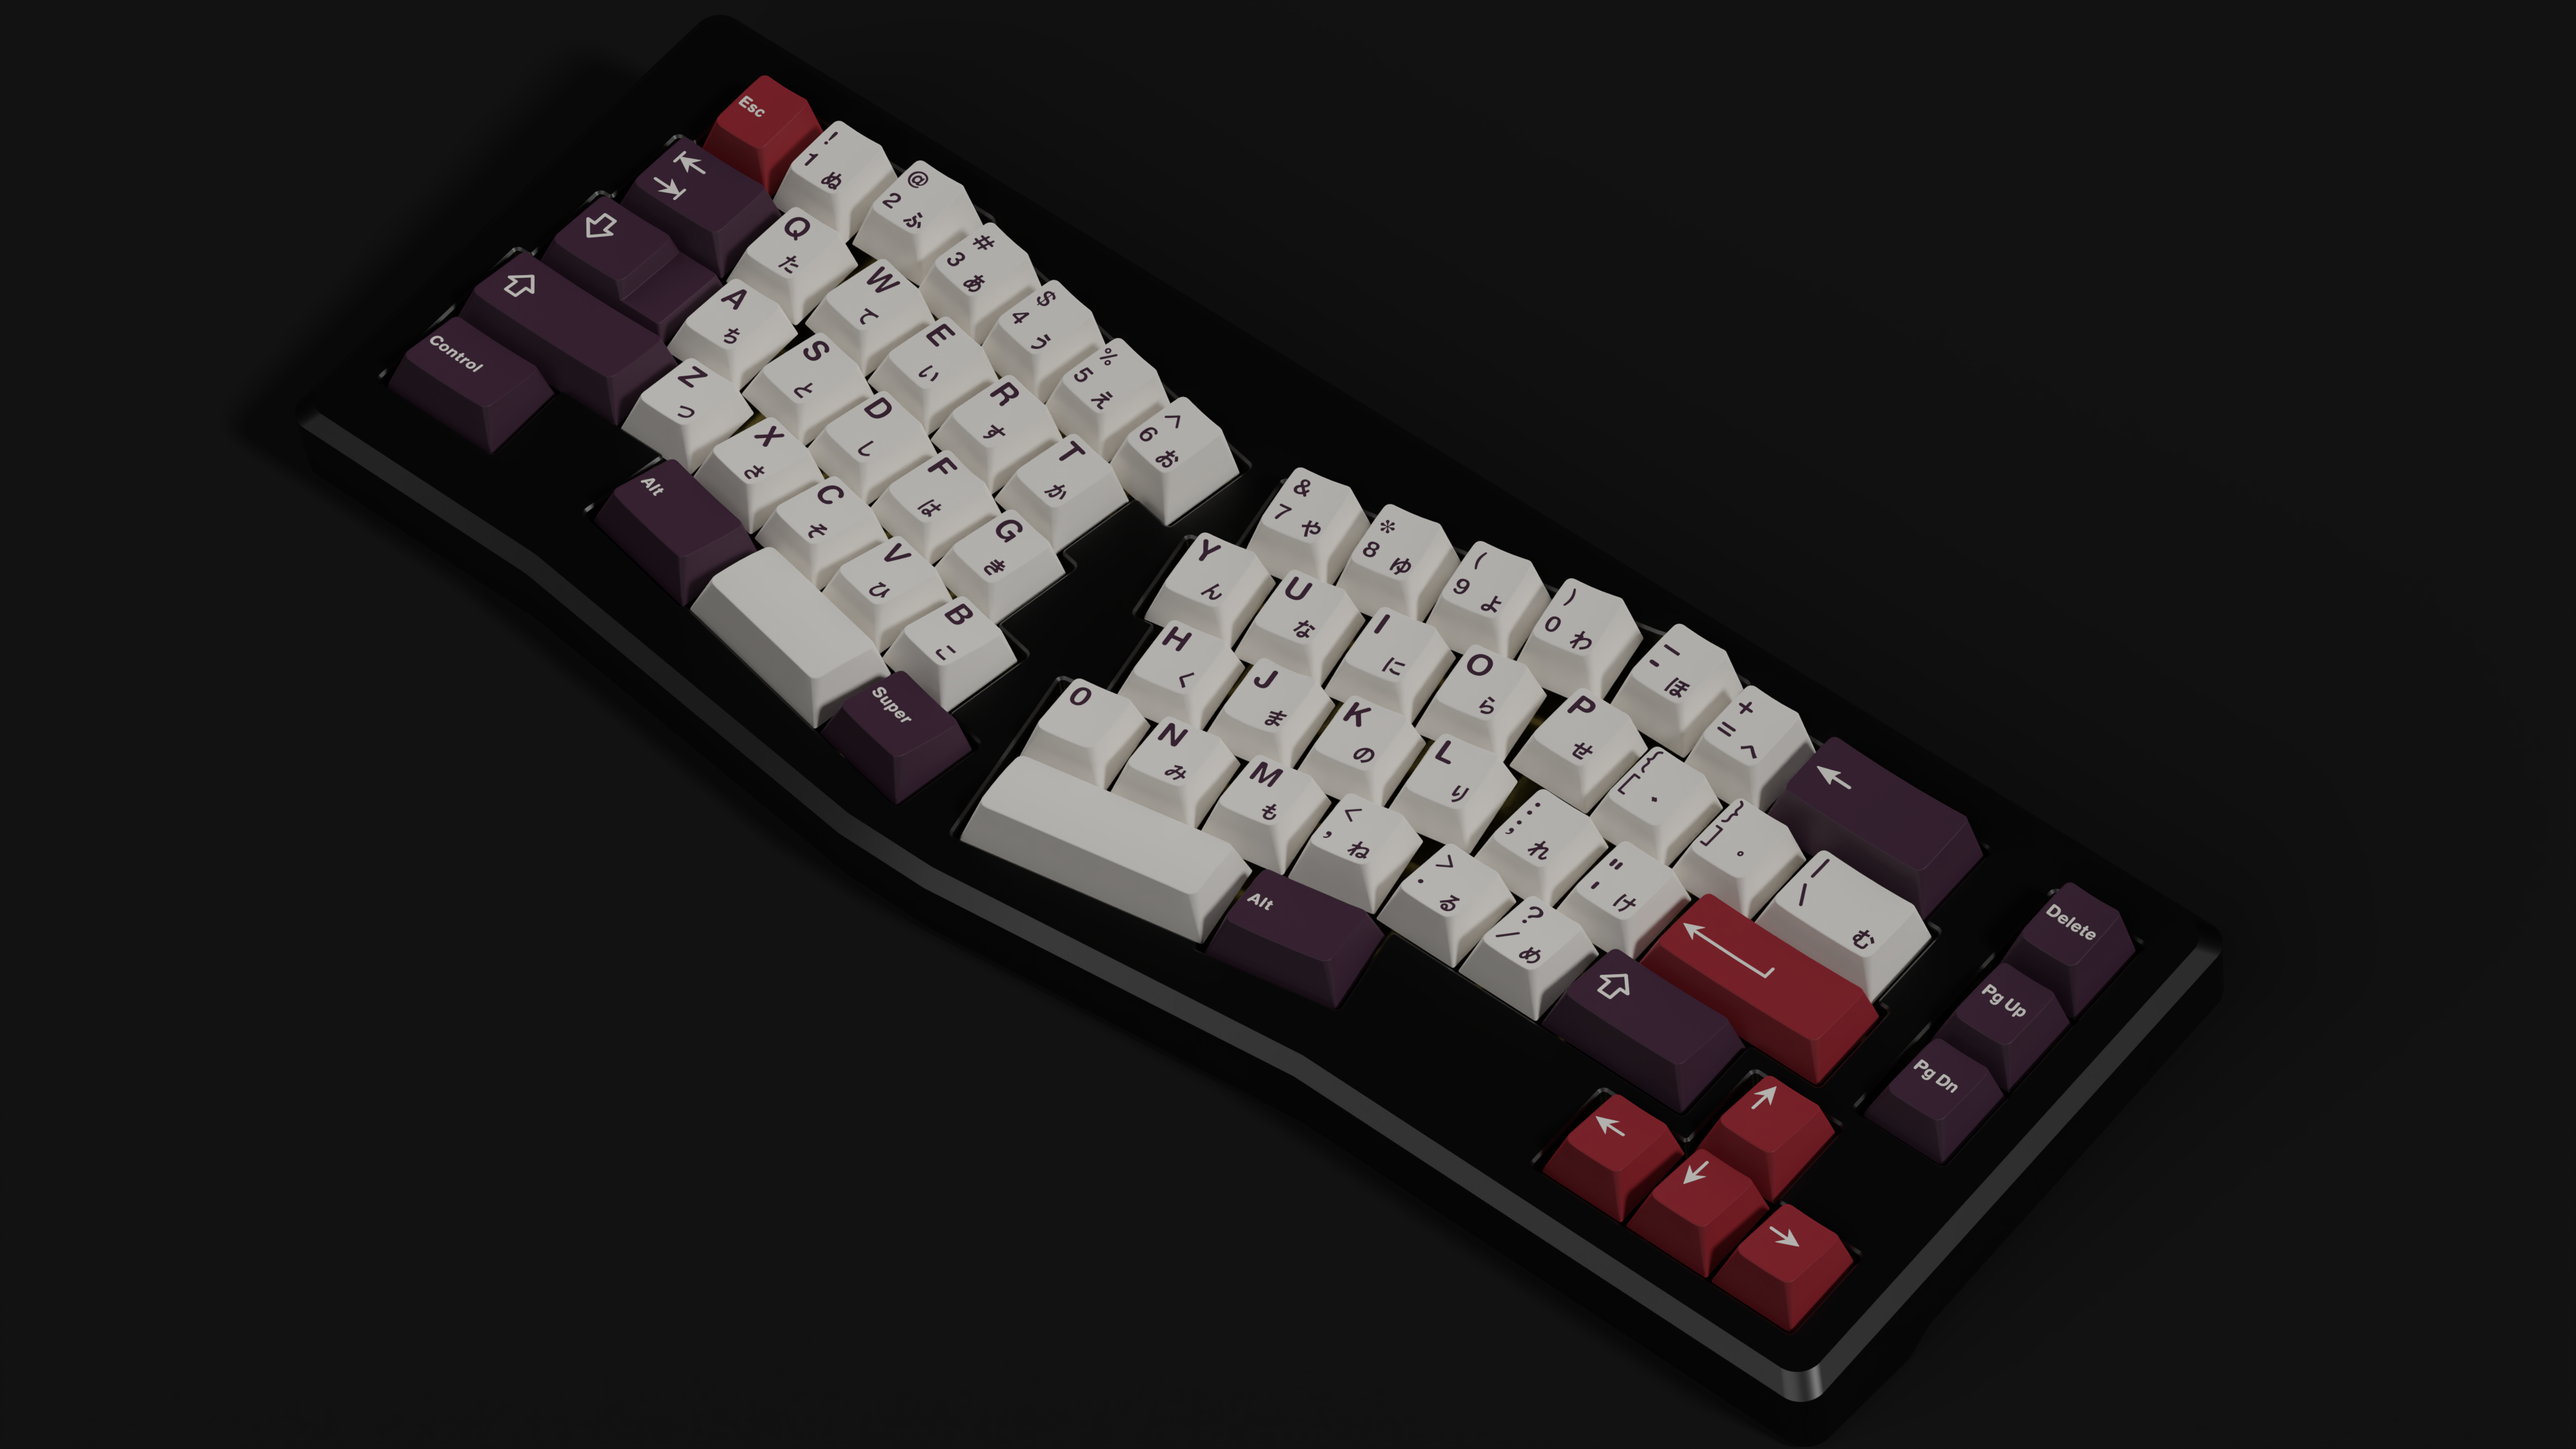 Esc
! 1 ぬ
@ 2 ふ
# 3 あ
$ 4 う
% 5 え
^ 6 お
& 7 や
* 8 ゆ
( 9 よ
) 0 わ
_ - ほ
+ = へ
Q た
W て
E い
R す
T か
Y ん
U な
I に
O ら
P せ
{ [ ゛
} ] 。
| \ む
A ち
S と
D し
F は
G き
H く
J ま
K の
L り
: ; れ
" ' け
Z つ
X さ
C そ
V ひ
B こ
0
N み
M も
< , ね
> . る
? / め
Control
Alt
Super
Alt
Delete
Pg Up
Pg Dn